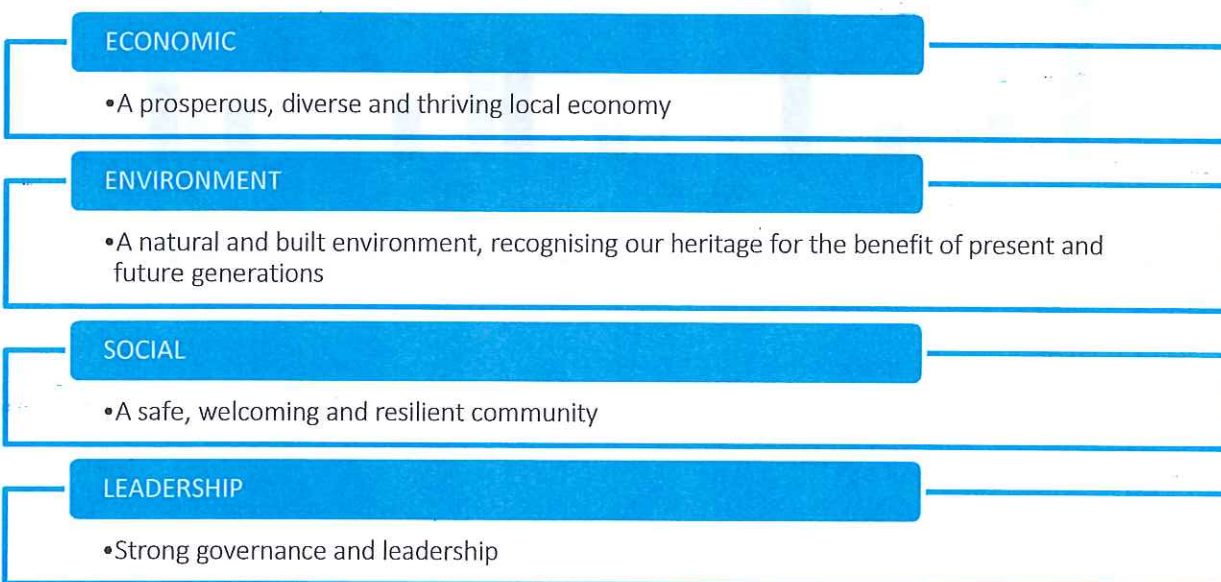 ECONOMIC
•A prosperous, diverse and thriving local economy
ENVIRONMENT
•A natural and built environment, recognising our heritage for the benefit of present and
future generations
SOCIAL
•A safe, welcoming and resilient community
LEADERSHIP
•Strong governance and leadership